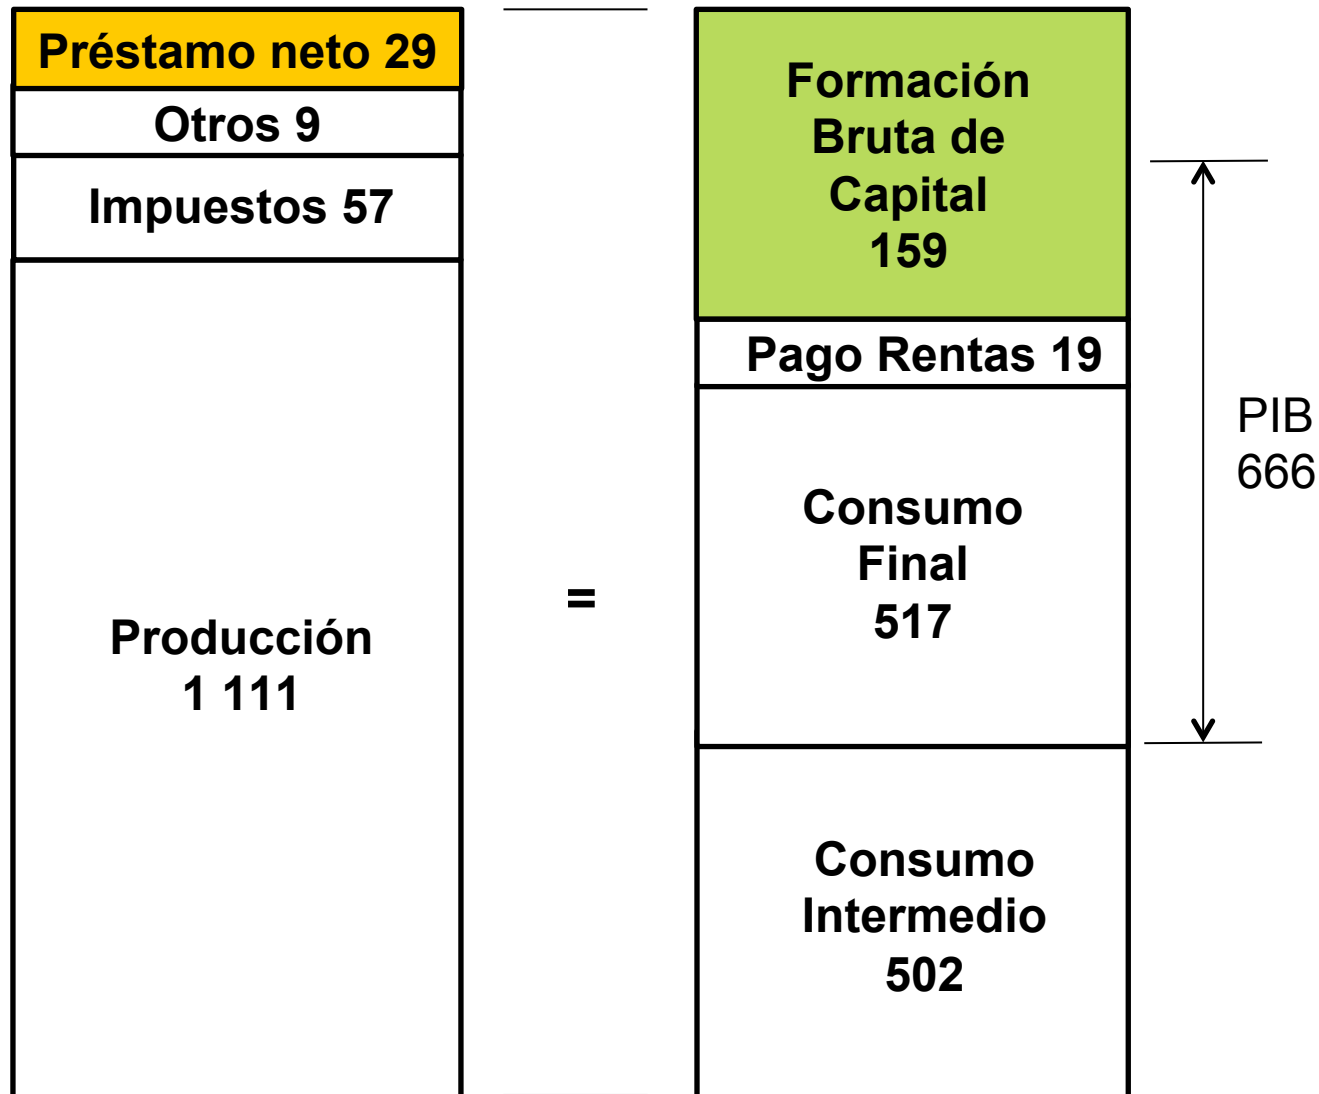 Préstamo neto 29
Otros 9
Impuestos 57
Producción
1 111
=
Formación
Bruta de
Capital
159
Pago Rentas 19
Consumo
Final
517
Consumo
Intermedio
502
PIB
666